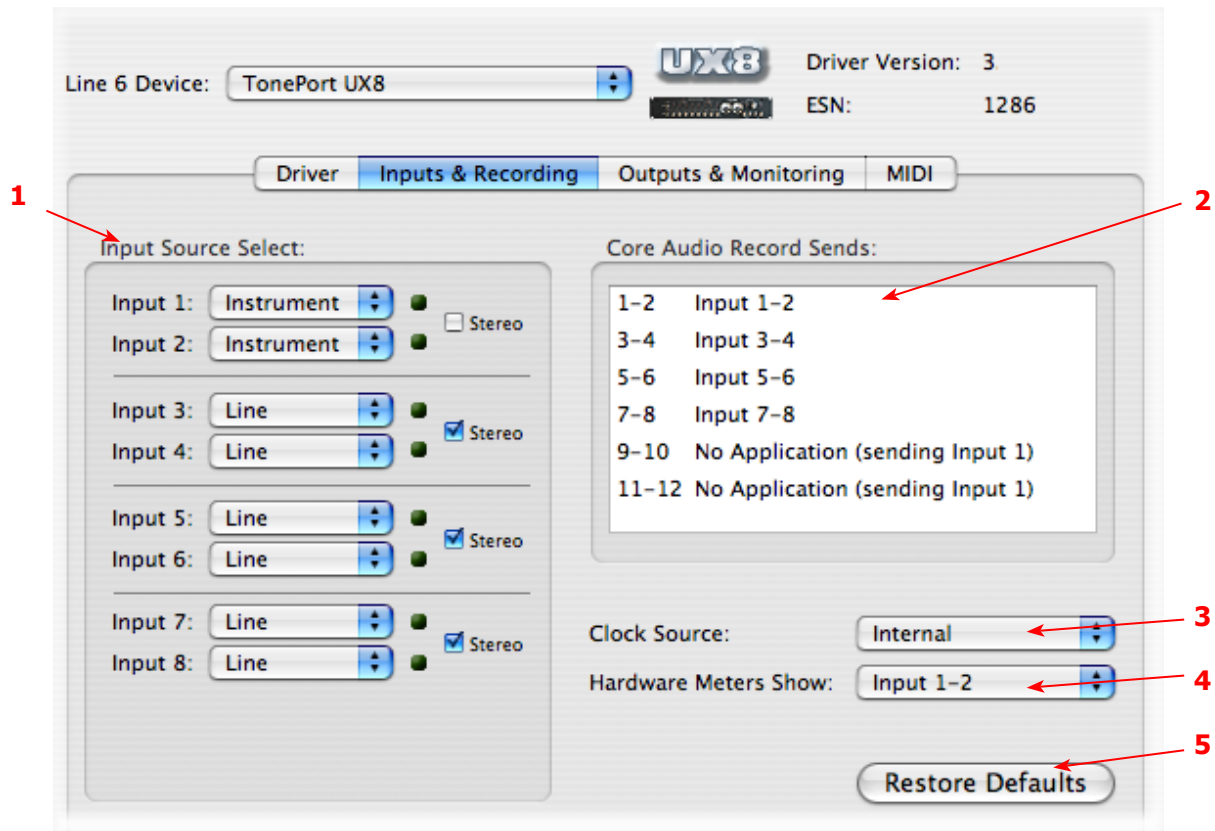 UX8
Driver Version: 3
Line 6 Device: TonePort UX8
ESN: 1286
Driver Inputs & Recording Outputs & Monitoring MIDI
1
2
Input Source Select:
Input 1: Instrument
Stereo
Input 2: Instrument
Input 3: Line
Stereo
Input 4: Line
Input 5: Line
Stereo
Input 6: Line
Input 7: Line
Stereo
Input 8: Line
Core Audio Record Sends:
1-2 Input 1-2
3-4 Input 3-4
5-6 Input 5-6
7-8 Input 7-8
9-10 No Application (sending Input 1)
11-12 No Application (sending Input 1)
Clock Source: Internal
3
Hardware Meters Show: Input 1-2
4
5
Restore Defaults